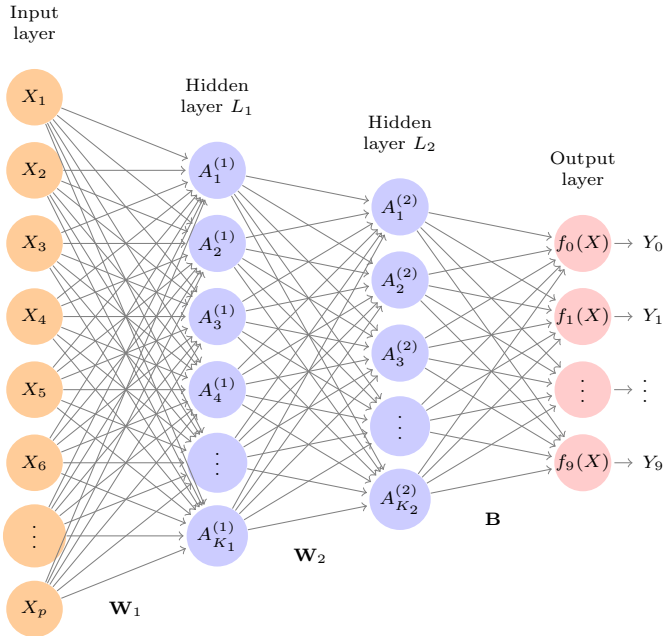 Input
layer
X₁
X₂
X₃
X₄
X₅
X₆
⋮
Xₚ
W₁
Hidden
layer L₁
A₁⁽¹⁾
A₂⁽¹⁾
A₃⁽¹⁾
A₄⁽¹⁾
⋮
A_{K₁}⁽¹⁾
W₂
Hidden
layer L₂
A₁⁽²⁾
A₂⁽²⁾
A₃⁽²⁾
⋮
A_{K₂}⁽²⁾
B
Output
layer
f₀(X) → Y₀
f₁(X) → Y₁
⋮ → ⋮
f₉(X) → Y₉